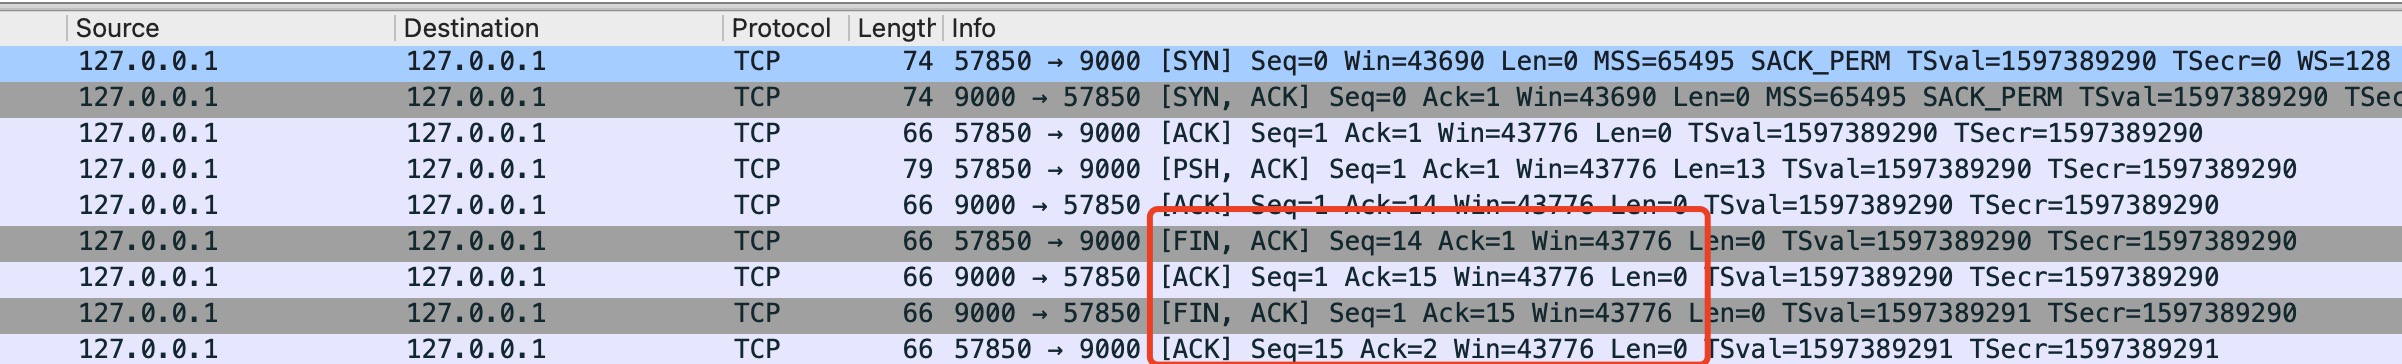 Source Destination Protocol Length Info
127.0.0.1 127.0.0.1 TCP 74 57850 → 9000 [SYN] Seq=0 Win=43690 Len=0 MSS=65495 SACK_PERM TSval=1597389290 TSecr=0 WS=128
127.0.0.1 127.0.0.1 TCP 74 9000 → 57850 [SYN, ACK] Seq=0 Ack=1 Win=43690 Len=0 MSS=65495 SACK_PERM TSval=1597389290 TSec
127.0.0.1 127.0.0.1 TCP 66 57850 → 9000 [ACK] Seq=1 Ack=1 Win=43776 Len=0 TSval=1597389290 TSecr=1597389290
127.0.0.1 127.0.0.1 TCP 79 57850 → 9000 [PSH, ACK] Seq=1 Ack=1 Win=43776 Len=13 TSval=1597389290 TSecr=1597389290
127.0.0.1 127.0.0.1 TCP 66 9000 → 57850 [ACK] Seq=1 Ack=14 Win=43776 Len=0 TSval=1597389290 TSecr=1597389290
127.0.0.1 127.0.0.1 TCP 66 57850 → 9000 [FIN, ACK] Seq=14 Ack=1 Win=43776 Len=0 TSval=1597389290 TSecr=1597389290
127.0.0.1 127.0.0.1 TCP 66 9000 → 57850 [ACK] Seq=1 Ack=15 Win=43776 Len=0 TSval=1597389290 TSecr=1597389290
127.0.0.1 127.0.0.1 TCP 66 9000 → 57850 [FIN, ACK] Seq=1 Ack=15 Win=43776 Len=0 TSval=1597389291 TSecr=1597389290
127.0.0.1 127.0.0.1 TCP 66 57850 → 9000 [ACK] Seq=15 Ack=2 Win=43776 Len=0 TSval=1597389291 TSecr=1597389291